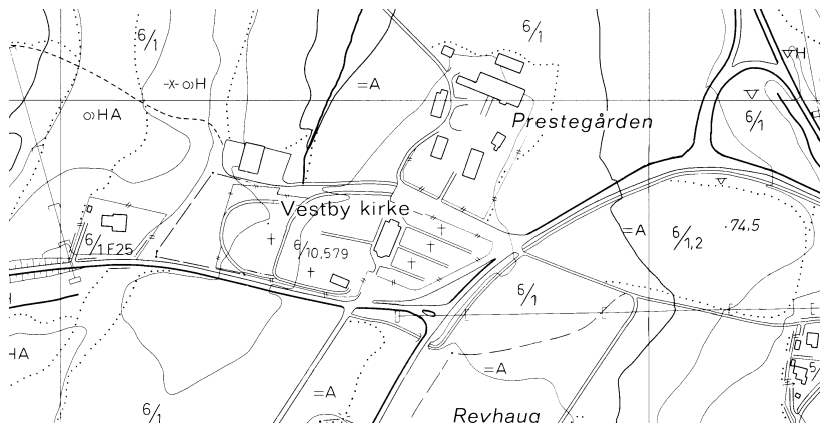 6/1
6/1
H
-x-o)H
=A
o)HA
Prestegården
6/1
Vestby kirke
=A
6/1,2
74.5
6/1 F25
6/10,579
6/1
HA
=A
=A
6/1
Revhaug
5/